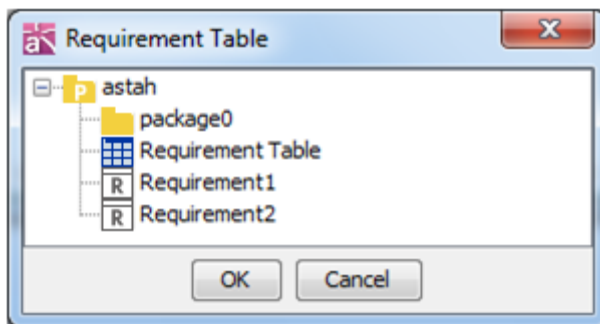 a Requirement Table
P astah
package0
Requirement Table
R Requirement1
R Requirement2
OK Cancel